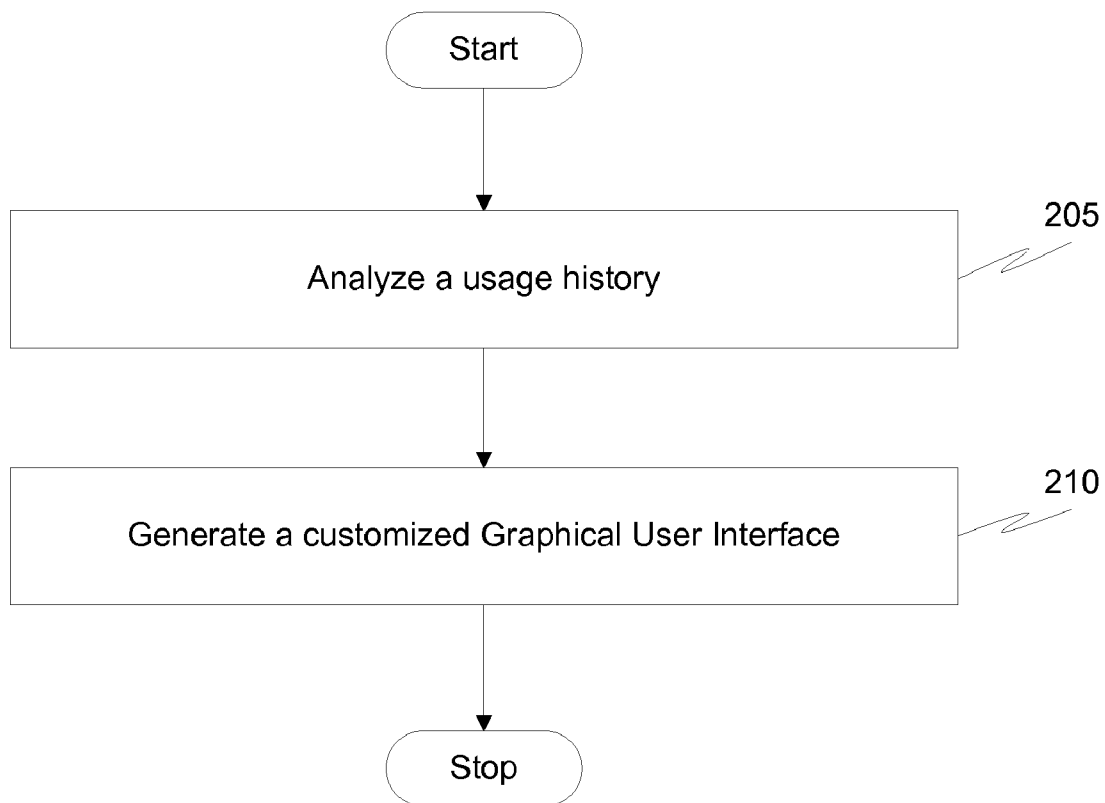 Start
205
Analyze a usage history
210
Generate a customized Graphical User Interface
Stop